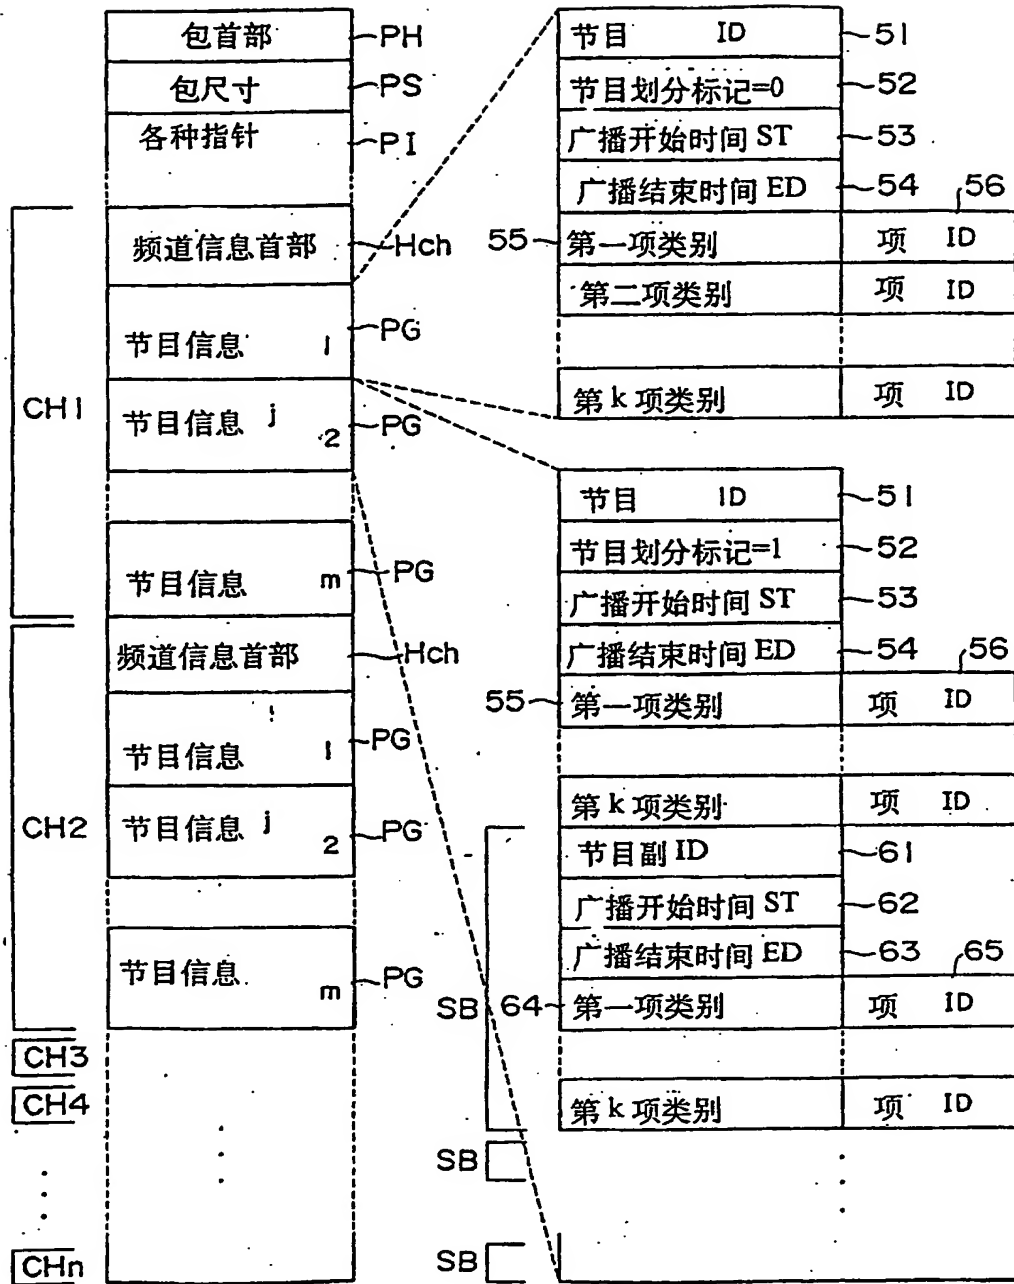 包首部 PH
包尺寸 PS
各种指针 PI
CH1
频道信息首部 Hch
节目信息 1 PG
节目信息 j 2 PG
节目信息 m PG
CH2
频道信息首部 Hch
节目信息 1 PG
节目信息 j 2 PG
节目信息 m PG
CH3
CH4
CHn
节目 ID 51
节目划分标记=0 52
广播开始时间 ST 53
广播结束时间 ED 54 56
55 第一项类别 项 ID
第二项类别 项 ID
第 k 项类别 项 ID
节目 ID 51
节目划分标记=1 52
广播开始时间 ST 53
广播结束时间 ED 54 56
55 第一项类别 项 ID
第 k 项类别 项 ID
节目副 ID 61
广播开始时间 ST 62
广播结束时间 ED 63 65
SB 64 第一项类别 项 ID
第 k 项类别 项 ID
SB
SB